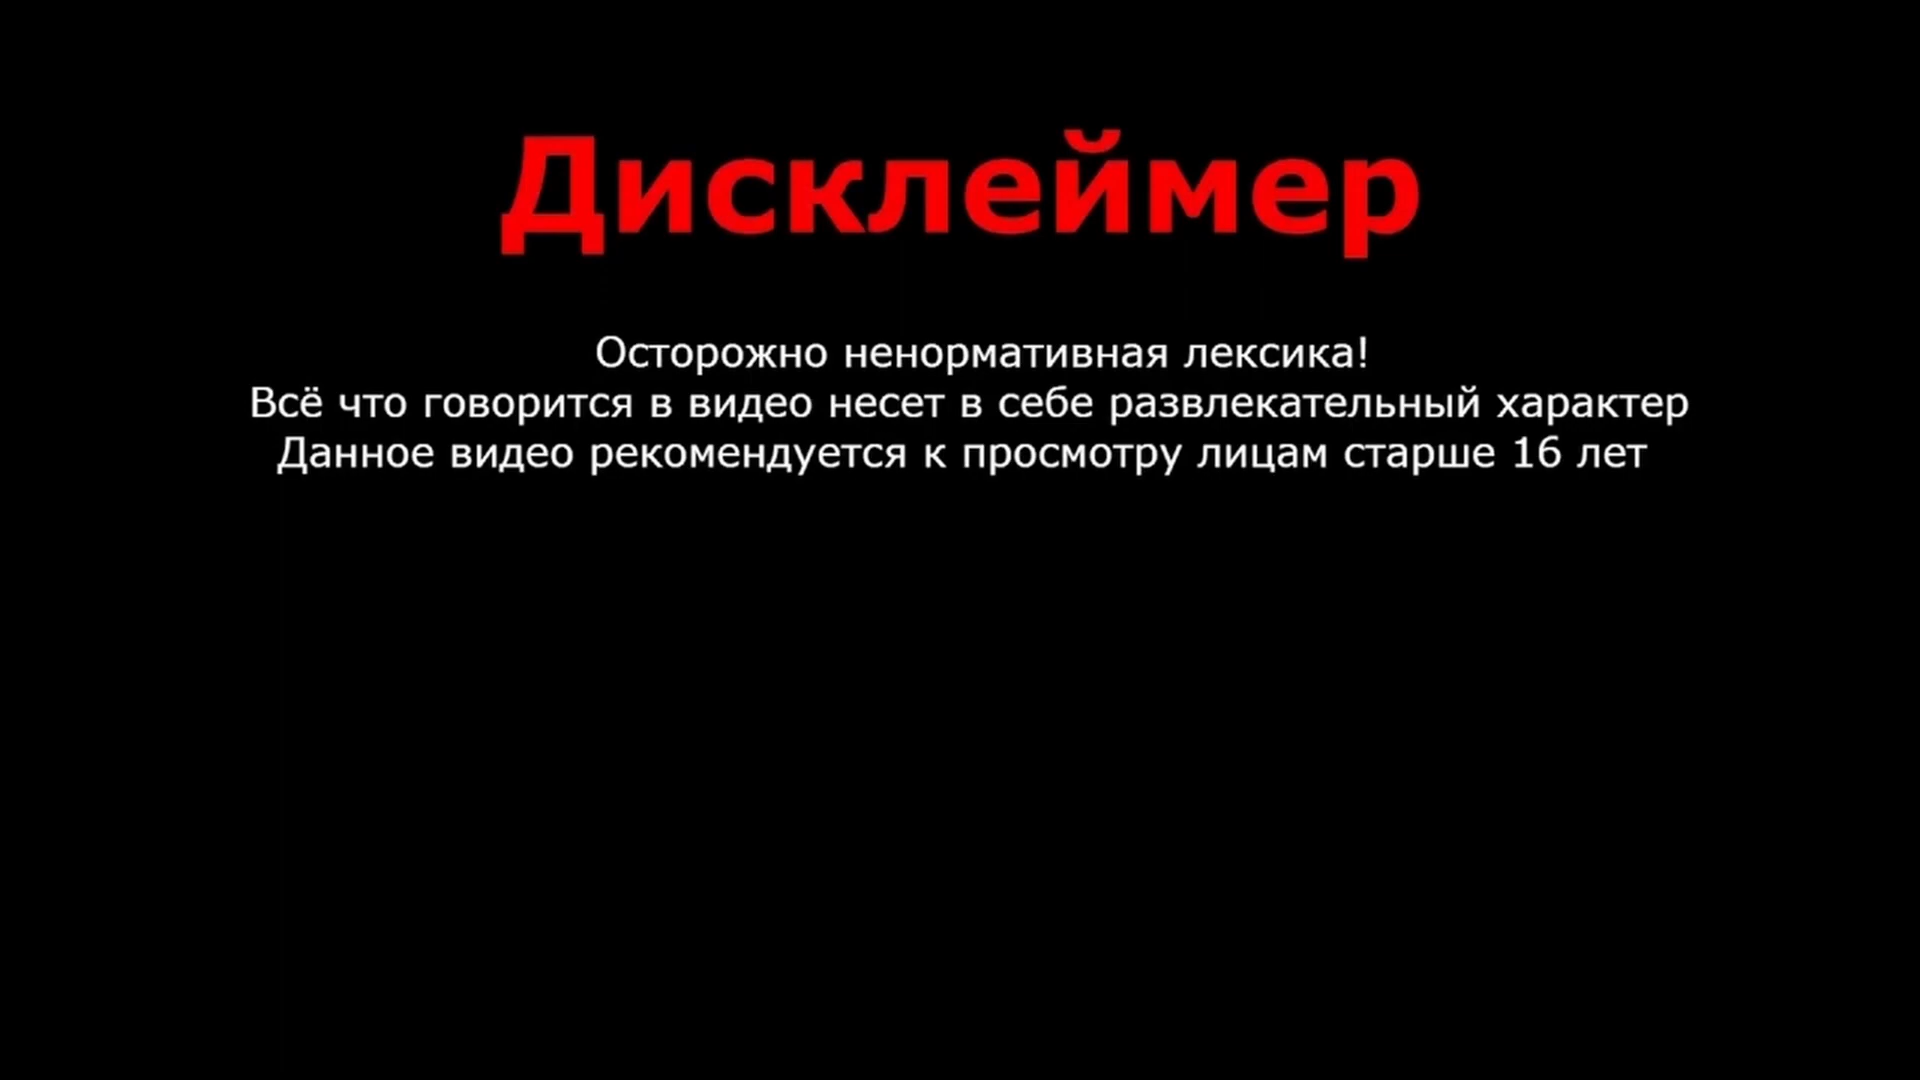 Дисклеймер
Осторожно ненормативная лексика!
Всё что говорится в видео несет в себе развлекательный характер
Данное видео рекомендуется к просмотру лицам старше 16 лет